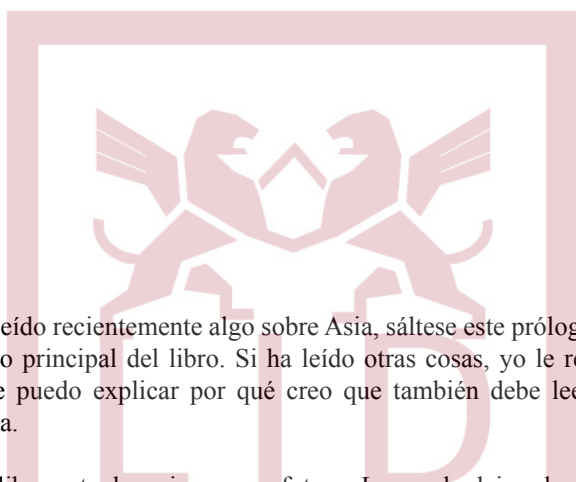 eído recientemente algo sobre Asia, sáltese este prólog
o principal del libro. Si ha leído otras cosas, yo le r
e puedo explicar por qué creo que también debe lee
a.
LID